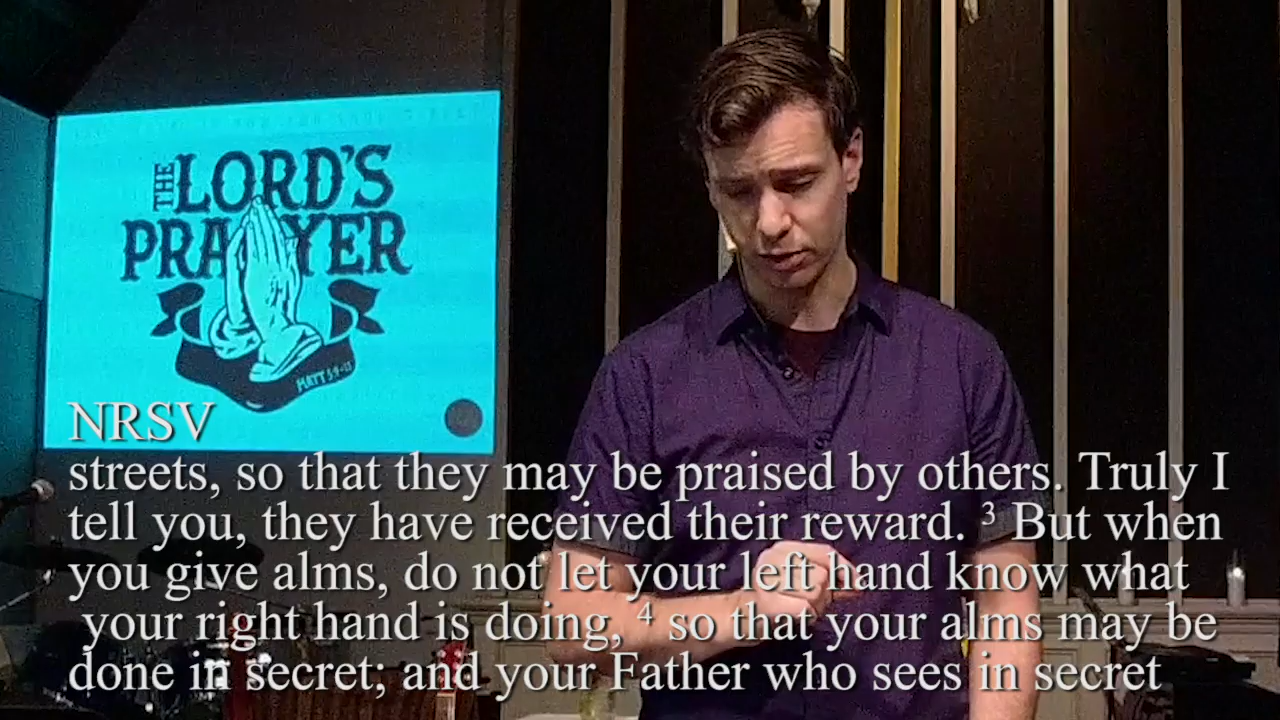 THE
LORD'S
PRAYER
NRSV
streets, so that they may be praised by others. Truly I
tell you, they have received their reward. ³ But when
you give alms, do not let your left hand know what
your right hand is doing, ⁴ so that your alms may be
done in secret; and your Father who sees in secret